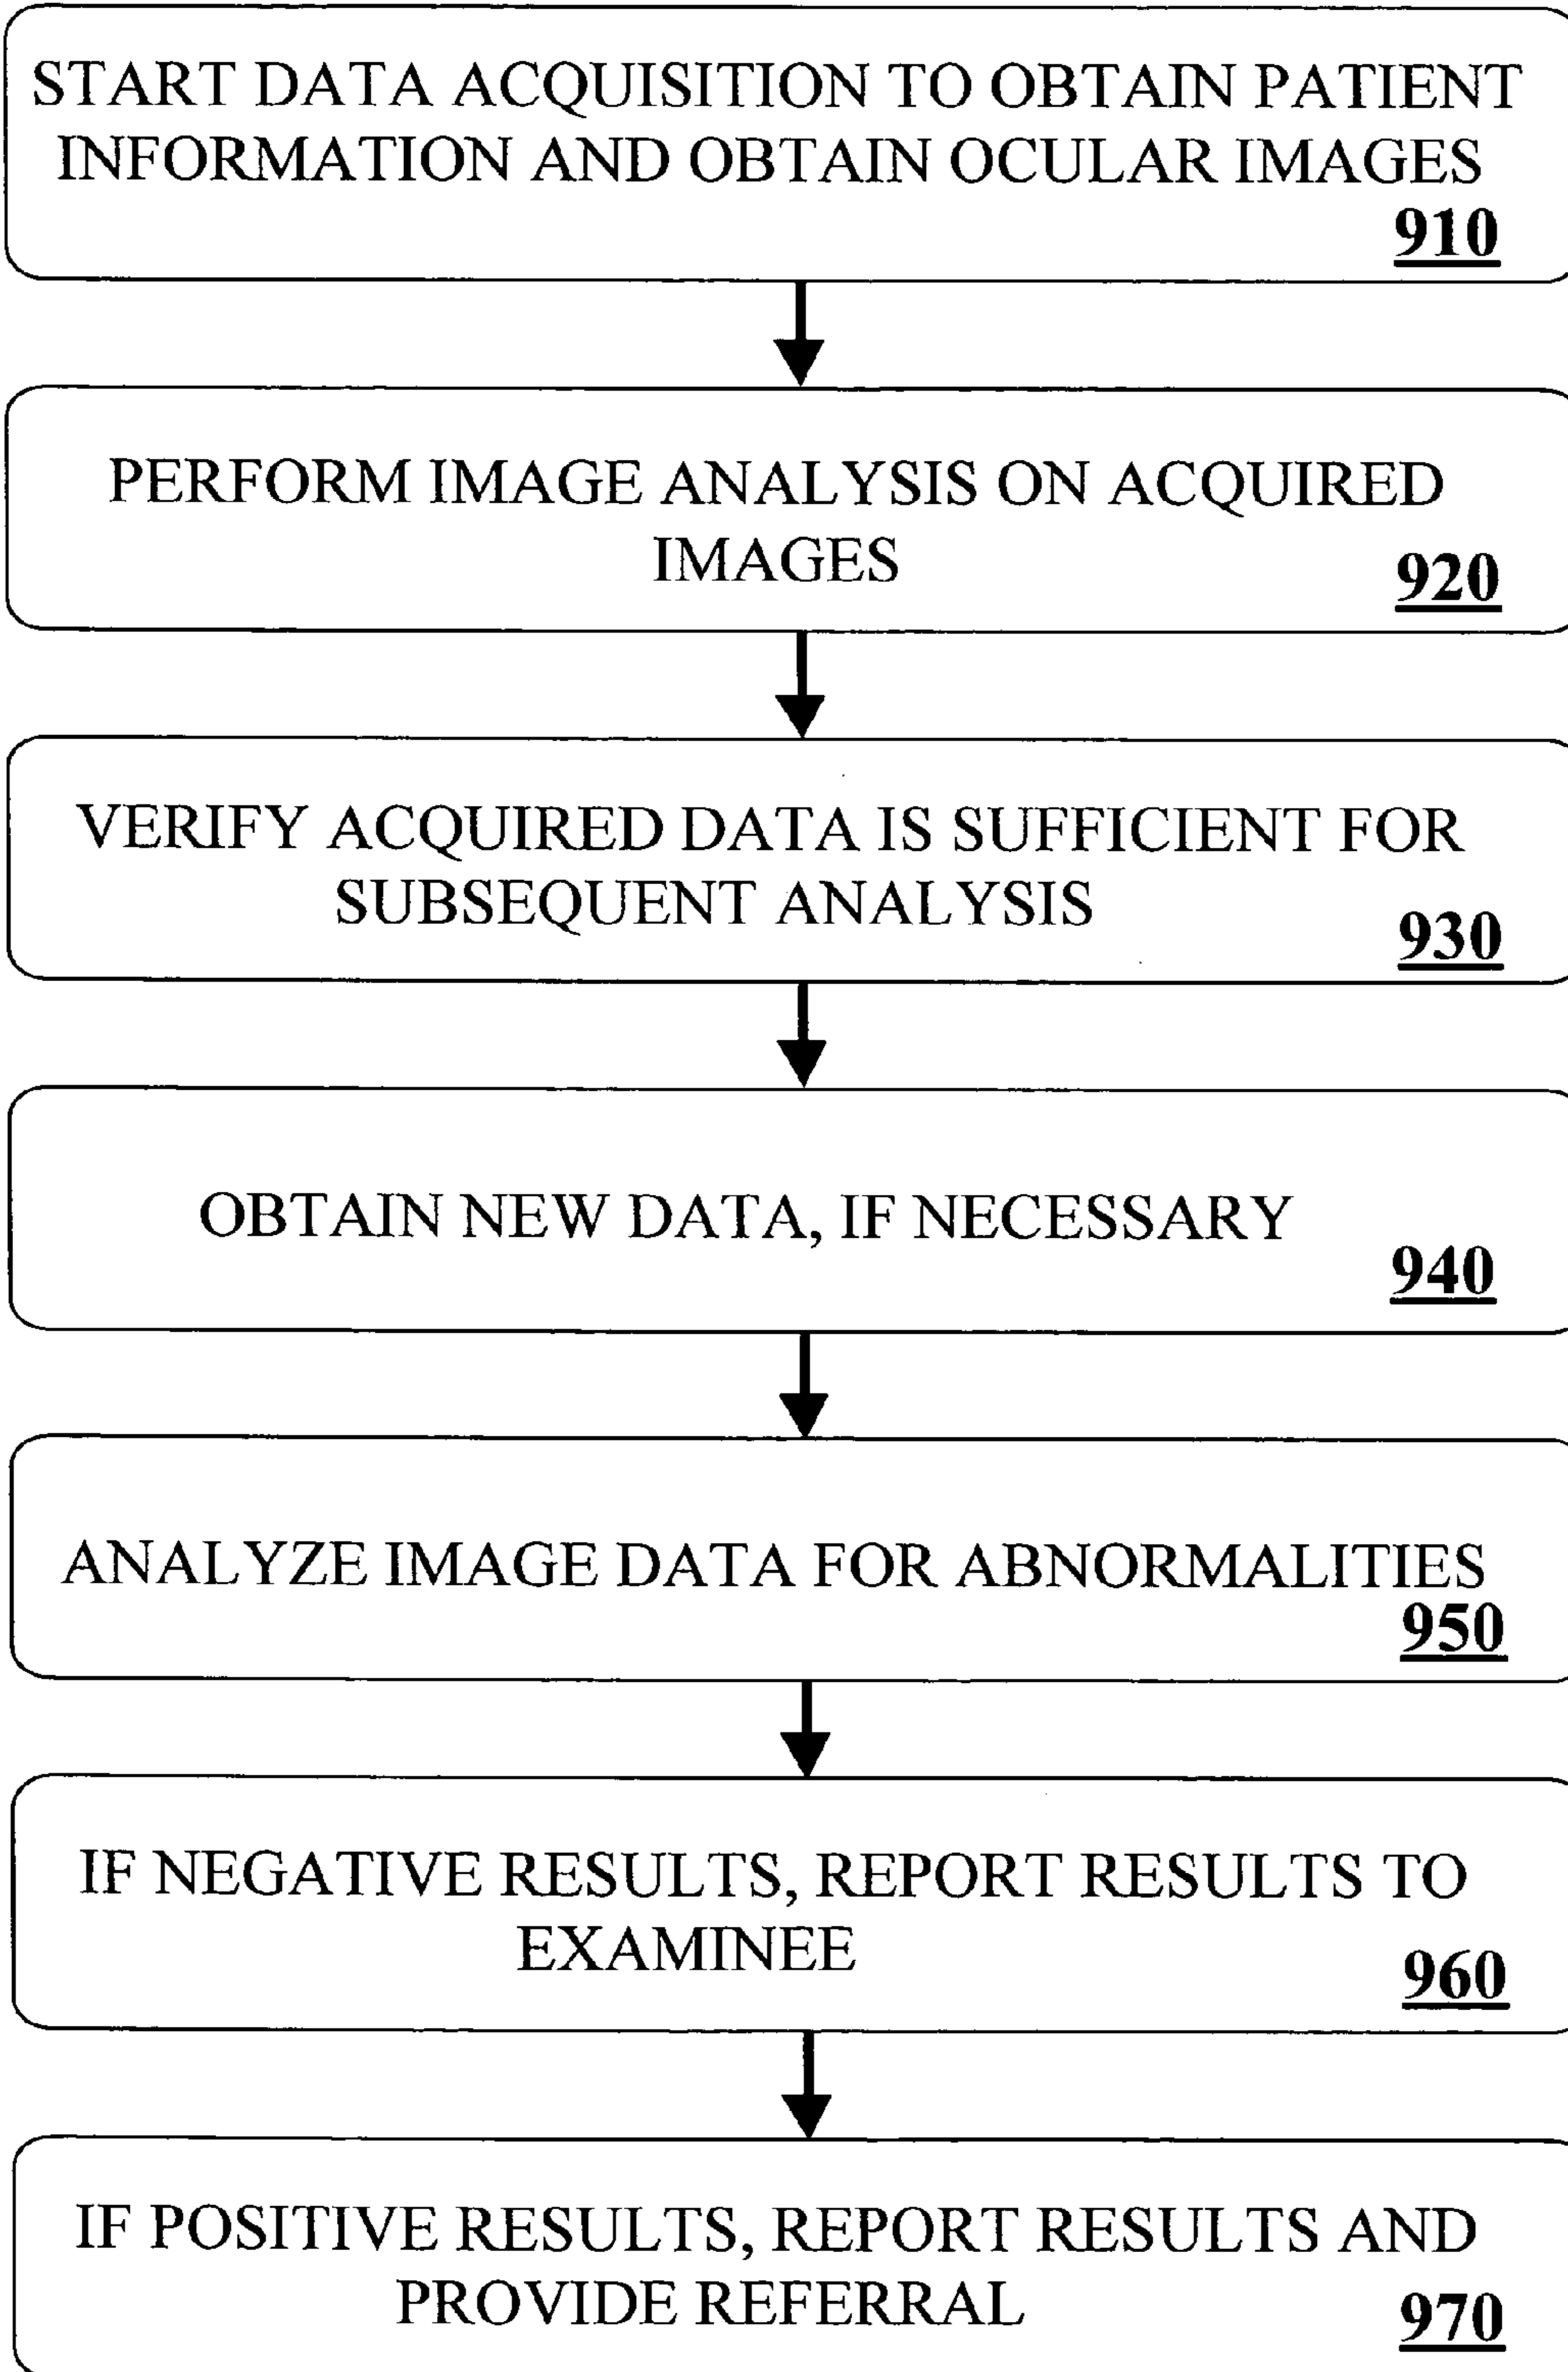 START DATA ACQUISITION TO OBTAIN PATIENT
INFORMATION AND OBTAIN OCULAR IMAGES
910
PERFORM IMAGE ANALYSIS ON ACQUIRED
IMAGES
920
VERIFY ACQUIRED DATA IS SUFFICIENT FOR
SUBSEQUENT ANALYSIS
930
OBTAIN NEW DATA, IF NECESSARY
940
ANALYZE IMAGE DATA FOR ABNORMALITIES
950
IF NEGATIVE RESULTS, REPORT RESULTS TO
EXAMINEE
960
IF POSITIVE RESULTS, REPORT RESULTS AND
PROVIDE REFERRAL
970